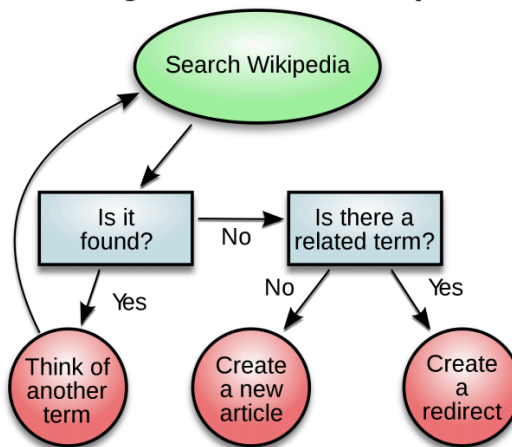 Search Wikipedia
Is it
found?
No
Is there a
related term?
Yes
No
Yes
Think of
another
term
Create
a new
article
Create
a
redirect